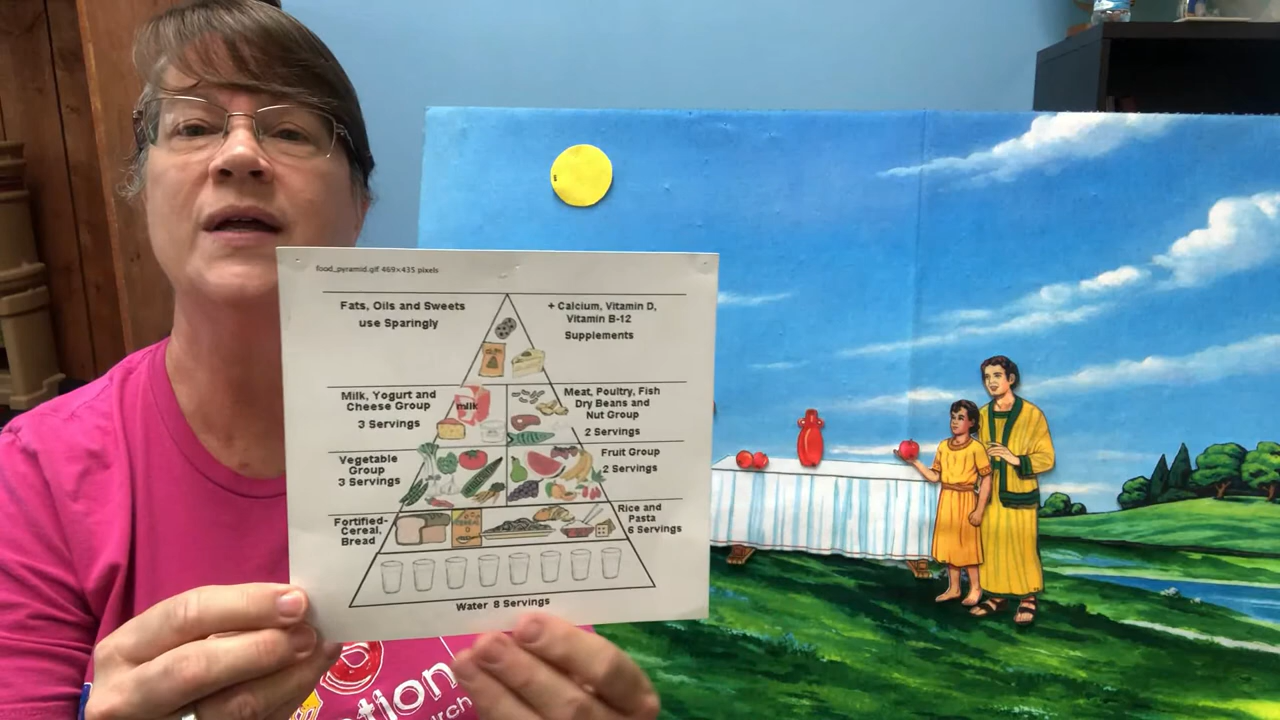 food_pyramid.gif 469×435 pixels
Fats, Oils and Sweets
use Sparingly
+ Calcium, Vitamin D,
Vitamin B-12
Supplements
Milk, Yogurt and
Cheese Group
3 Servings
milk
Meat, Poultry, Fish
Dry Beans and
Nut Group
2 Servings
Vegetable
Group
3 Servings
Fruit Group
2 Servings
Fortified-
Cereal,
Bread
Rice and
Pasta
6 Servings
Water 8 Servings